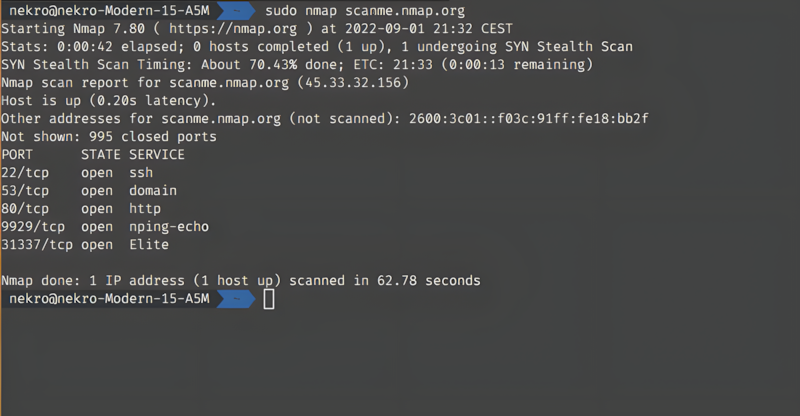 nekro@nekro-Modern-15-A5M ~ sudo nmap scanme.nmap.org
Starting Nmap 7.80 ( https://nmap.org ) at 2022-09-01 21:32 CEST
Stats: 0:00:42 elapsed; 0 hosts completed (1 up), 1 undergoing SYN Stealth Scan
SYN Stealth Scan Timing: About 70.43% done; ETC: 21:33 (0:00:13 remaining)
Nmap scan report for scanme.nmap.org (45.33.32.156)
Host is up (0.20s latency).
Other addresses for scanme.nmap.org (not scanned): 2600:3c01::f03c:91ff:fe18:bb2f
Not shown: 995 closed ports
PORT      STATE SERVICE
22/tcp    open  ssh
53/tcp    open  domain
80/tcp    open  http
9929/tcp  open  nping-echo
31337/tcp open  Elite
Nmap done: 1 IP address (1 host up) scanned in 62.78 seconds
nekro@nekro-Modern-15-A5M ~